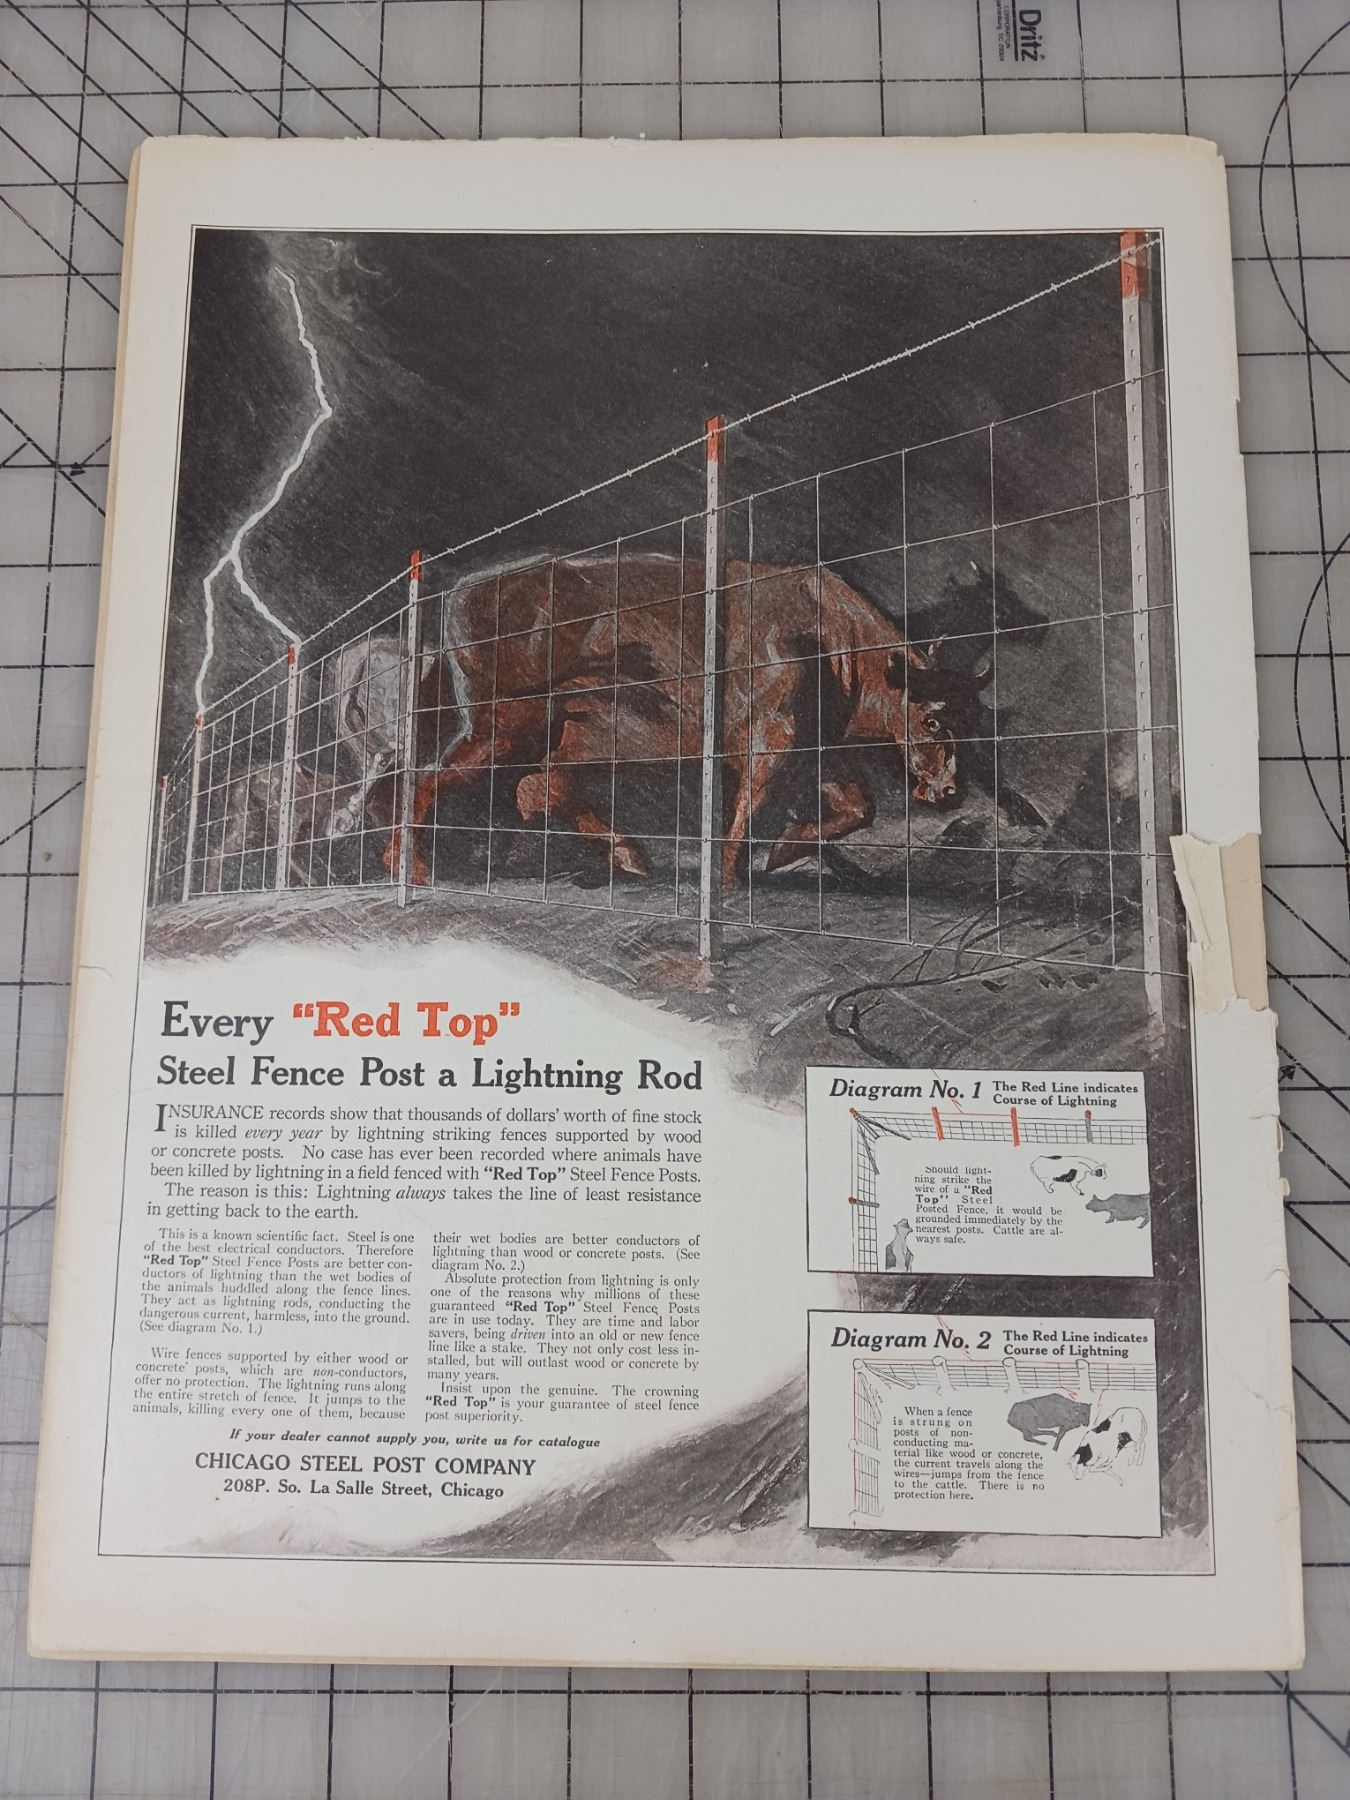 Dritz
CORPORATION
Every "Red Top"
Steel Fence Post a Lightning Rod
INSURANCE records show that thousands of dollars' worth of fine stock
is killed every year by lightning striking fences supported by wood
or concrete posts. No case has ever been recorded where animals have
been killed by lightning in a field fenced with "Red Top" Steel Fence Posts.
The reason is this: Lightning always takes the line of least resistance
in getting back to the earth.
This is a known scientific fact. Steel is one
of the best electrical conductors. Therefore
"Red Top" Steel Fence Posts are better con-
ductors of lightning than the wet bodies of
the animals huddled along the fence lines.
They act as lightning rods, conducting the
dangerous current, harmless, into the ground.
(See diagram No. 1.)
Wire fences supported by either wood or
concrete posts, which are non-conductors,
offer no protection. The lightning runs along
the entire stretch of fence. It jumps to the
animals, killing every one of them, because
their wet bodies are better conductors of
lightning than wood or concrete posts. (See
diagram No. 2.)
Absolute protection from lightning is only
one of the reasons why millions of these
guaranteed "Red Top" Steel Fence Posts
are in use today. They are time and labor
savers, being driven into an old or new fence
line like a stake. They not only cost less in-
stalled, but will outlast wood or concrete by
many years.
Insist upon the genuine. The crowning
"Red Top" is your guarantee of steel fence
post superiority.
If your dealer cannot supply you, write us for catalogue
CHICAGO STEEL POST COMPANY
208P. So. La Salle Street, Chicago
Diagram No. 1 The Red Line indicates
Course of Lightning
Should light-
ning strike the
wire of a "Red
Top" Steel
Posted Fence, it would be
grounded immediately by the
nearest posts. Cattle are al-
ways safe.
Diagram No. 2 The Red Line indicates
Course of Lightning
When a fence
is strung on
posts of non-
conducting ma-
terial like wood or concrete,
the current travels along the
wires—jumps from the fence
to the cattle. There is no
protection here.